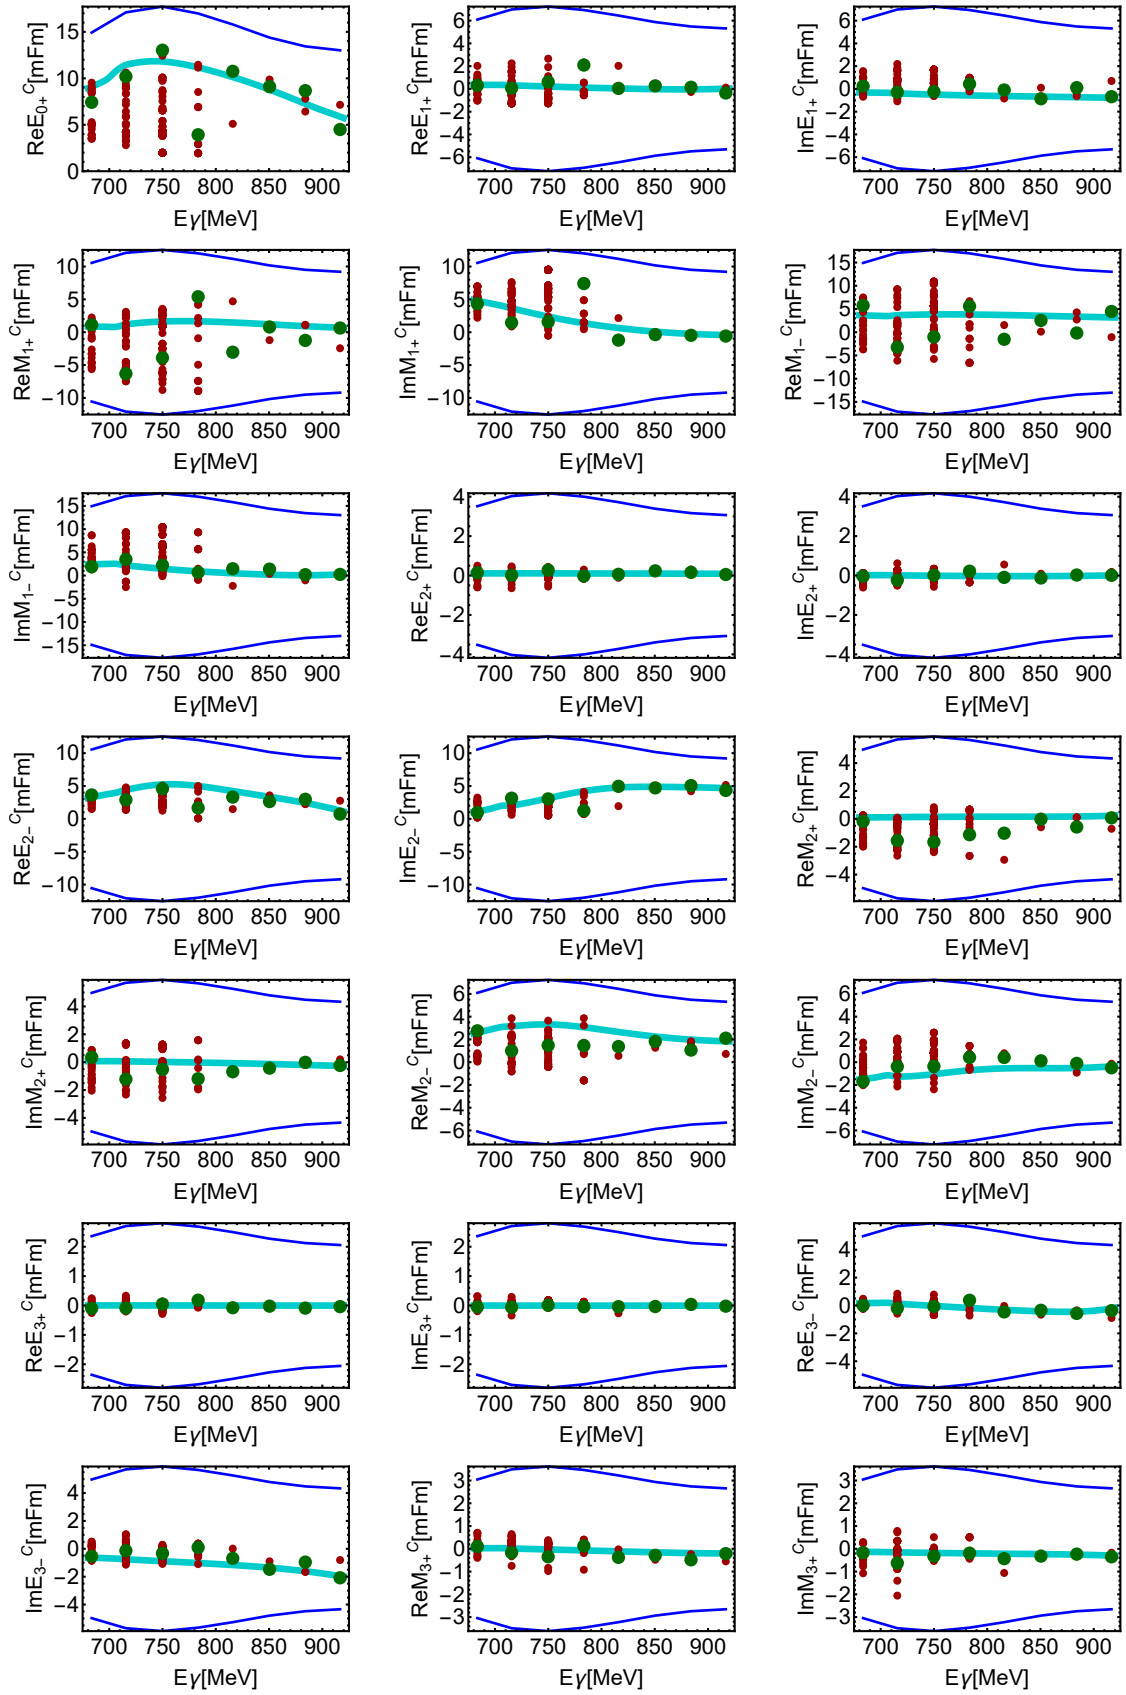 ReE0+^C[mFm]
15
10
5
0
700 750 800 850 900
Eγ[MeV]
ReE1+^C[mFm]
6
4
2
0
−2
−4
−6
700 750 800 850 900
Eγ[MeV]
ImE1+^C[mFm]
6
4
2
0
−2
−4
−6
700 750 800 850 900
Eγ[MeV]
ReM1+^C[mFm]
10
5
0
−5
−10
700 750 800 850 900
Eγ[MeV]
ImM1+^C[mFm]
10
5
0
−5
−10
700 750 800 850 900
Eγ[MeV]
ReM1−^C[mFm]
15
10
5
0
−5
−10
−15
700 750 800 850 900
Eγ[MeV]
ImM1−^C[mFm]
15
10
5
0
−5
−10
−15
700 750 800 850 900
Eγ[MeV]
ReE2+^C[mFm]
4
2
0
−2
−4
700 750 800 850 900
Eγ[MeV]
ImE2+^C[mFm]
4
2
0
−2
−4
700 750 800 850 900
Eγ[MeV]
ReE2−^C[mFm]
10
5
0
−5
−10
700 750 800 850 900
Eγ[MeV]
ImE2−^C[mFm]
10
5
0
−5
−10
700 750 800 850 900
Eγ[MeV]
ReM2+^C[mFm]
4
2
0
−2
−4
700 750 800 850 900
Eγ[MeV]
ImM2+^C[mFm]
4
2
0
−2
−4
700 750 800 850 900
Eγ[MeV]
ReM2−^C[mFm]
6
4
2
0
−2
−4
−6
700 750 800 850 900
Eγ[MeV]
ImM2−^C[mFm]
6
4
2
0
−2
−4
−6
700 750 800 850 900
Eγ[MeV]
ReE3+^C[mFm]
2
1
0
−1
−2
700 750 800 850 900
Eγ[MeV]
ImE3+^C[mFm]
2
1
0
−1
−2
700 750 800 850 900
Eγ[MeV]
ReE3−^C[mFm]
4
2
0
−2
−4
700 750 800 850 900
Eγ[MeV]
ImE3−^C[mFm]
4
2
0
−2
−4
700 750 800 850 900
Eγ[MeV]
ReM3+^C[mFm]
3
2
1
0
−1
−2
−3
700 750 800 850 900
Eγ[MeV]
ImM3+^C[mFm]
3
2
1
0
−1
−2
−3
700 750 800 850 900
Eγ[MeV]